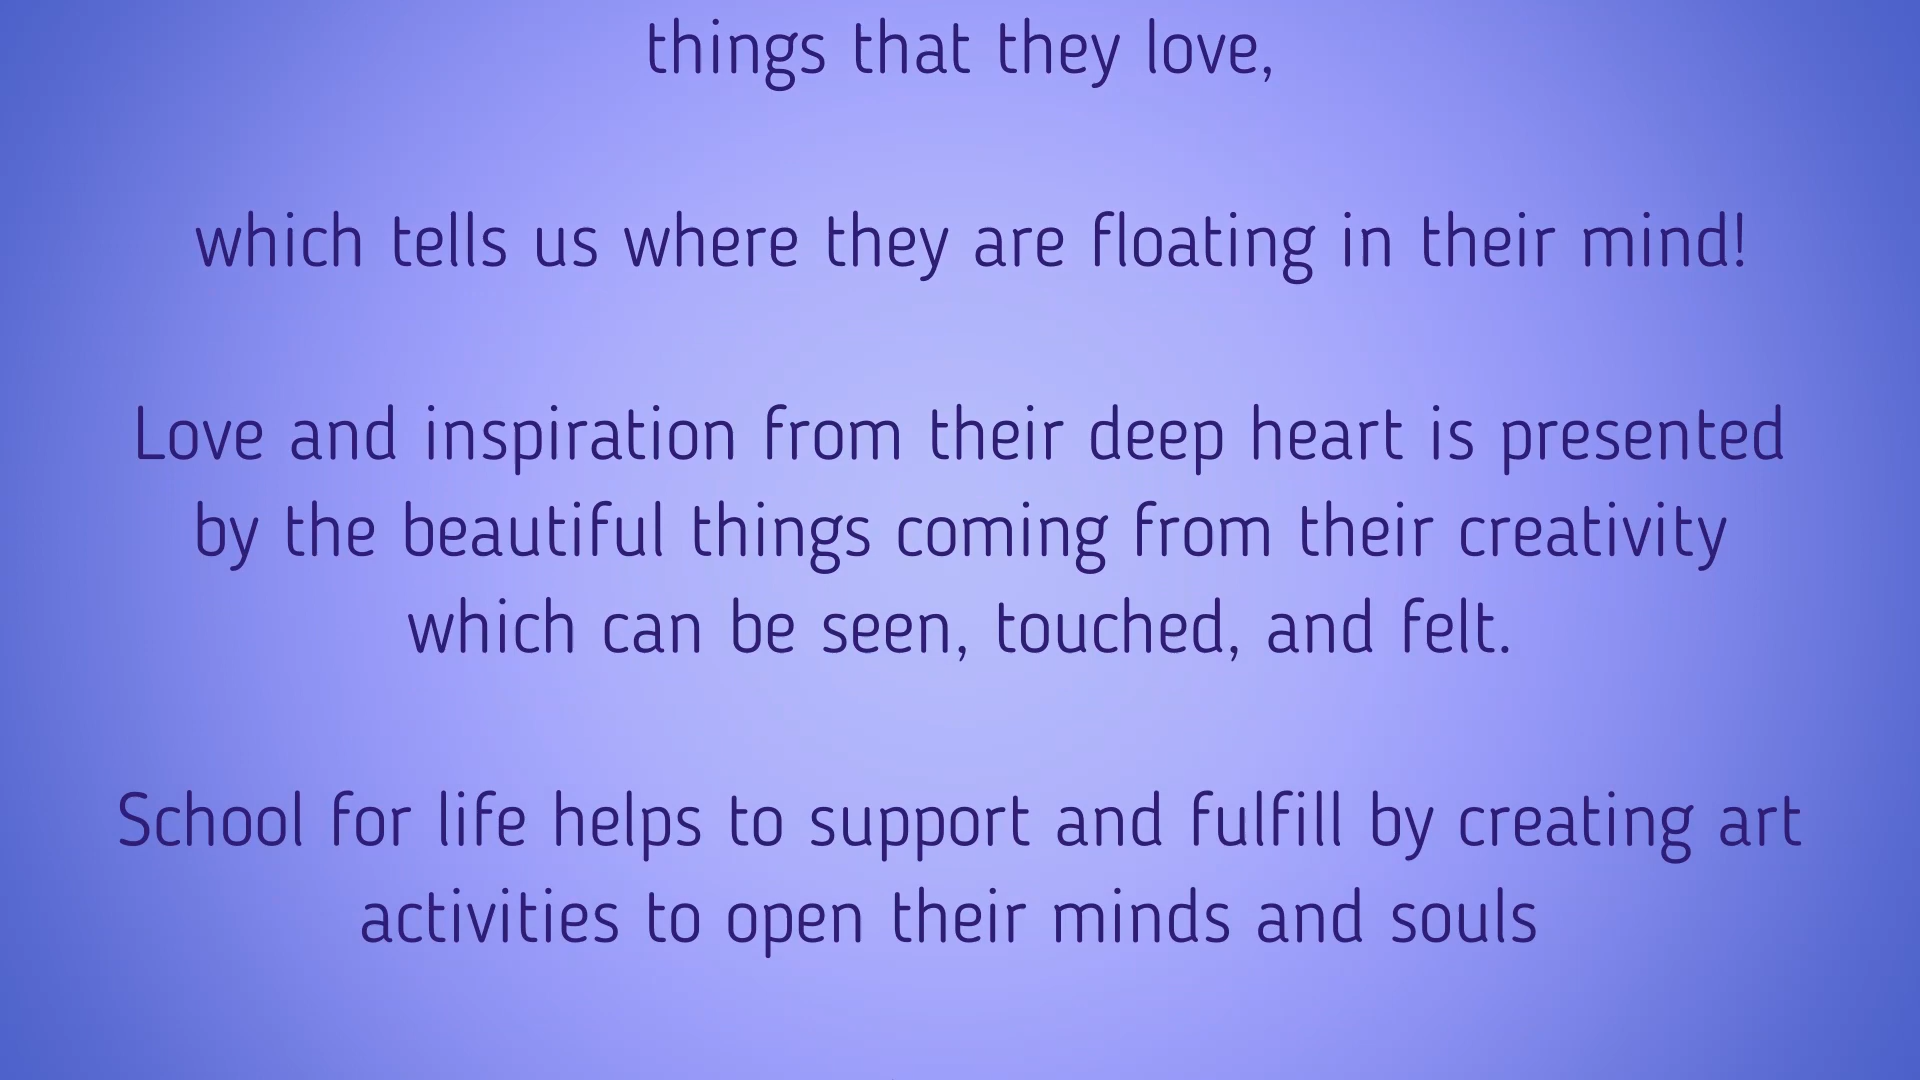 things that they love,
which tells us where they are floating in their mind!
Love and inspiration from their deep heart is presented
by the beautiful things coming from their creativity
which can be seen, touched, and felt.
School for life helps to support and fulfill by creating art
activities to open their minds and souls